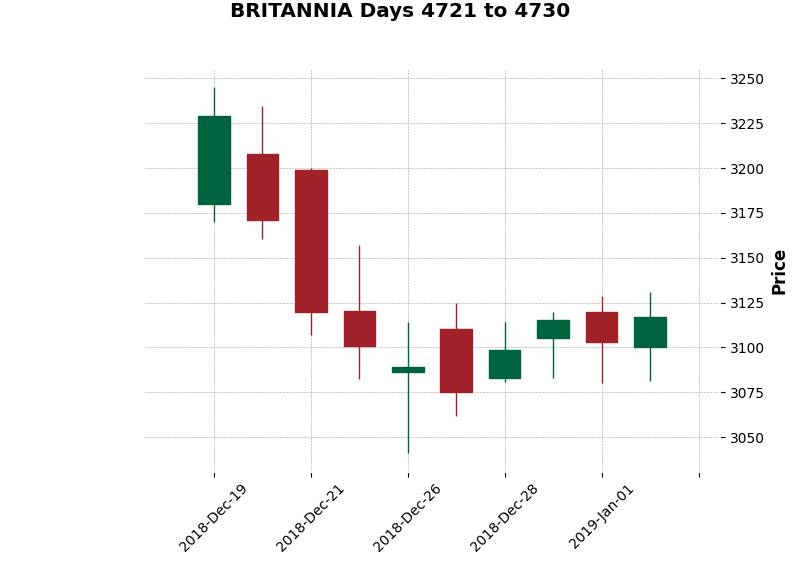 BRITANNIA Days 4721 to 4730
3250
3225
3200
3175
3150
3125
3100
3075
3050
Price
2018-Dec-19
2018-Dec-21
2018-Dec-26
2018-Dec-28
2019-Jan-01